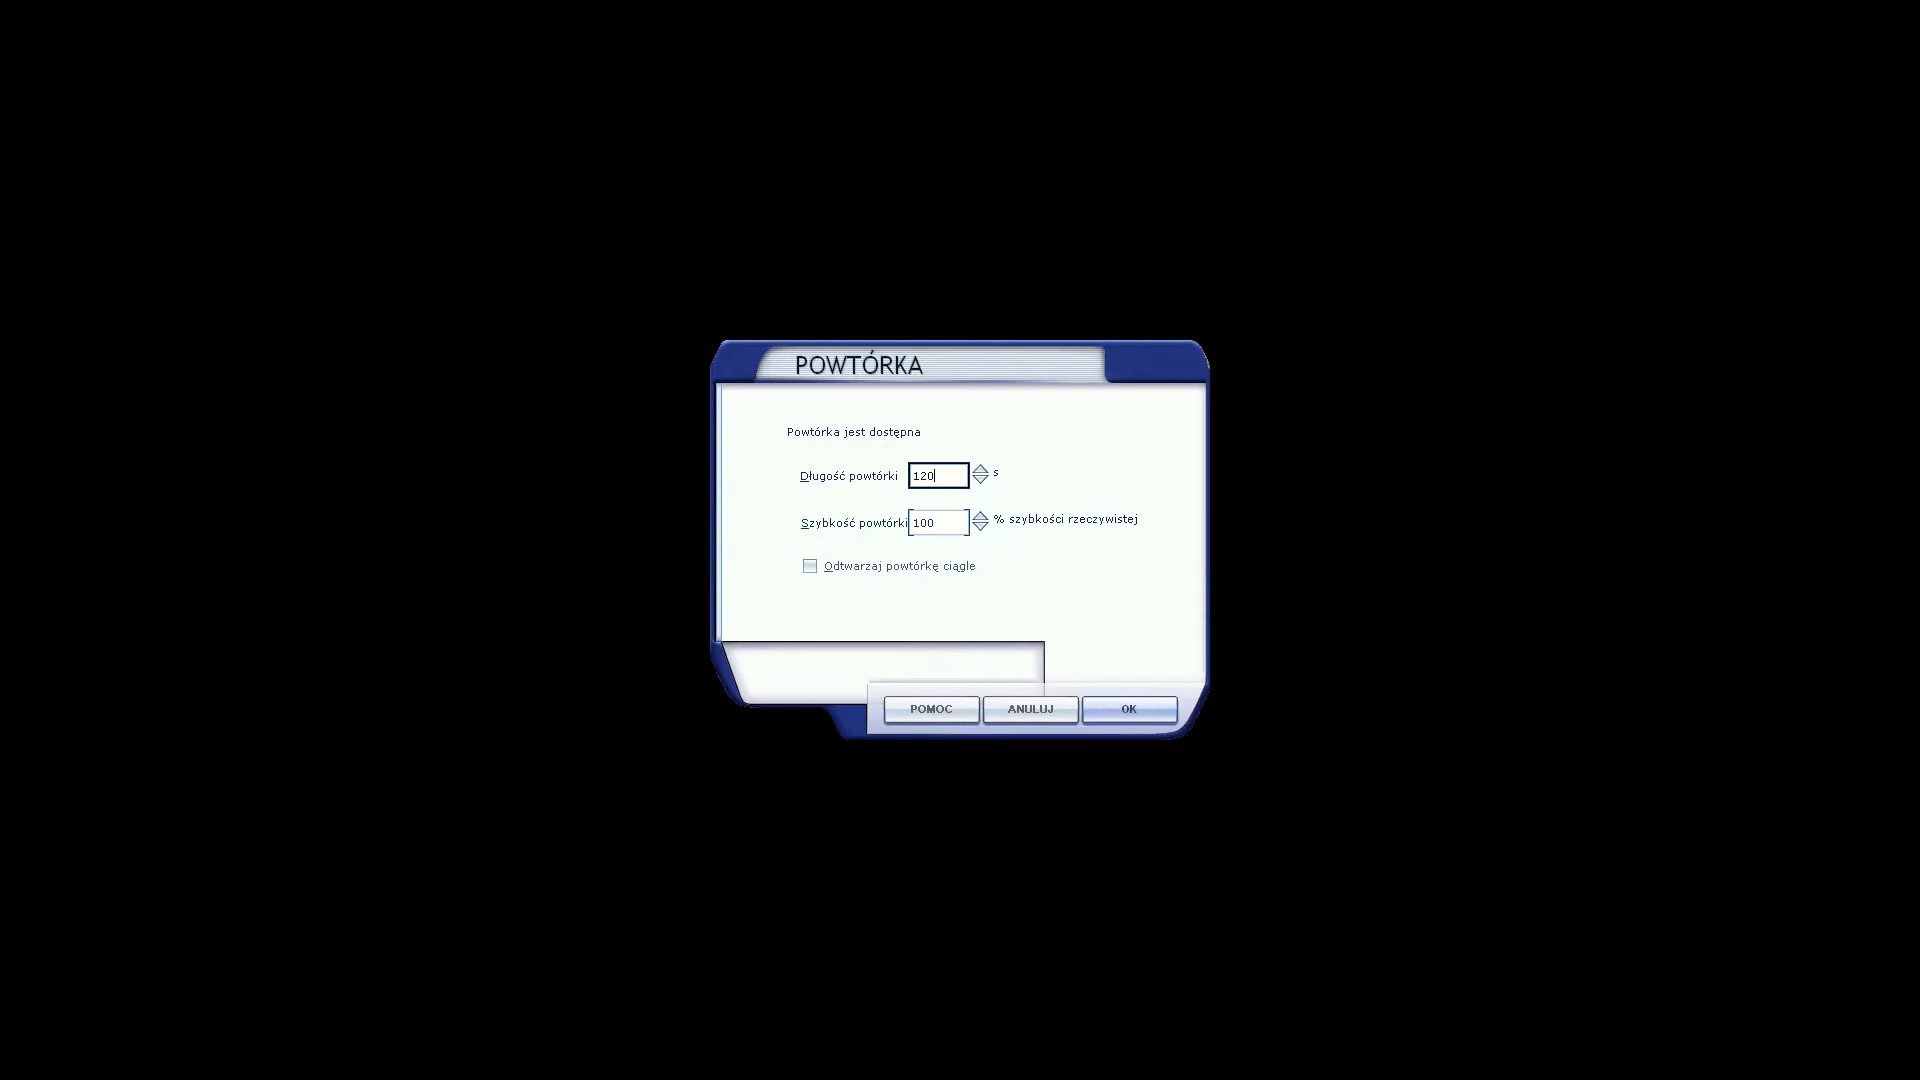 POWTÓRKA
Powtórka jest dostępna
Długość powtórki 120 s
Szybkość powtórki 100 % szybkości rzeczywistej
Odtwarzaj powtórkę ciągle
POMOC ANULUJ OK